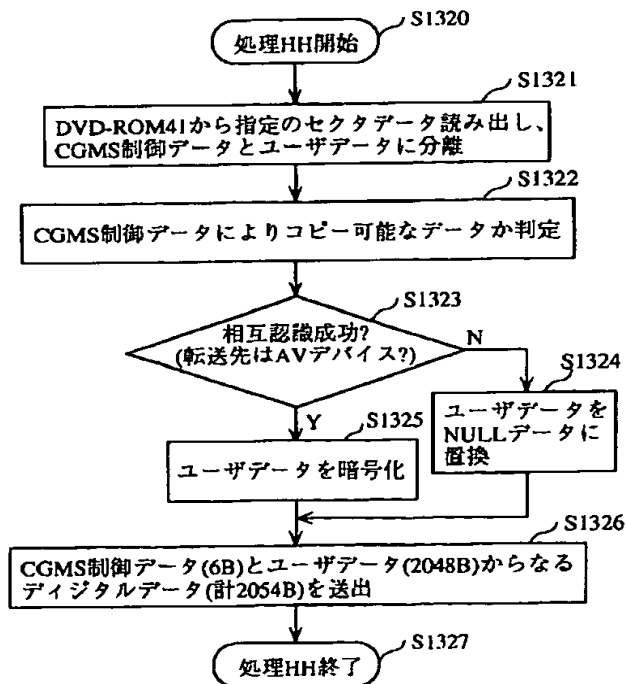 S1320
処理HH開始
S1321
DVD-ROM41から指定のセクタデータ読み出し、
CGMS制御データとユーザデータに分離
S1322
CGMS制御データによりコピー可能なデータか判定
S1323
相互認識成功?
(転送先はAVデバイス?)
N
S1324
ユーザデータを
NULLデータに
置換
Y
S1325
ユーザデータを暗号化
S1326
CGMS制御データ(6B)とユーザデータ(2048B)からなる
ディジタルデータ(計2054B)を送出
S1327
処理HH終了